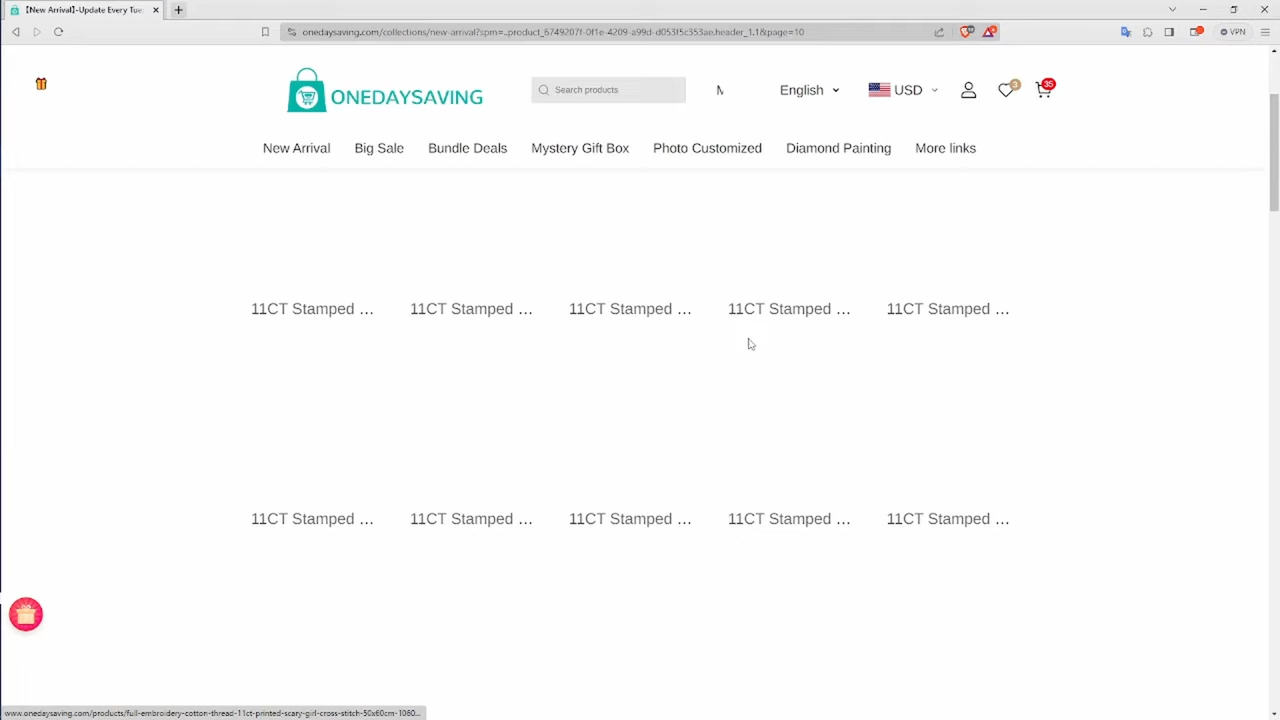 【New Arrival】-Update Every Tue
onedaysaving.com/collections/new-arrival?spm=..product_6749207f-0f1e-4209-a99d-d053f5c353ae.header_1.1&page=10
VPN
ONEDAYSAVING
Search products
English
USD
3
35
New Arrival Big Sale Bundle Deals Mystery Gift Box Photo Customized Diamond Painting More links
11CT Stamped ... 11CT Stamped ... 11CT Stamped ... 11CT Stamped ... 11CT Stamped ...
11CT Stamped ... 11CT Stamped ... 11CT Stamped ... 11CT Stamped ... 11CT Stamped ...
www.onedaysaving.com/products/full-embroidery-cotton-thread-11ct-printed-scary-girl-cross-stitch-50x60cm-1060...